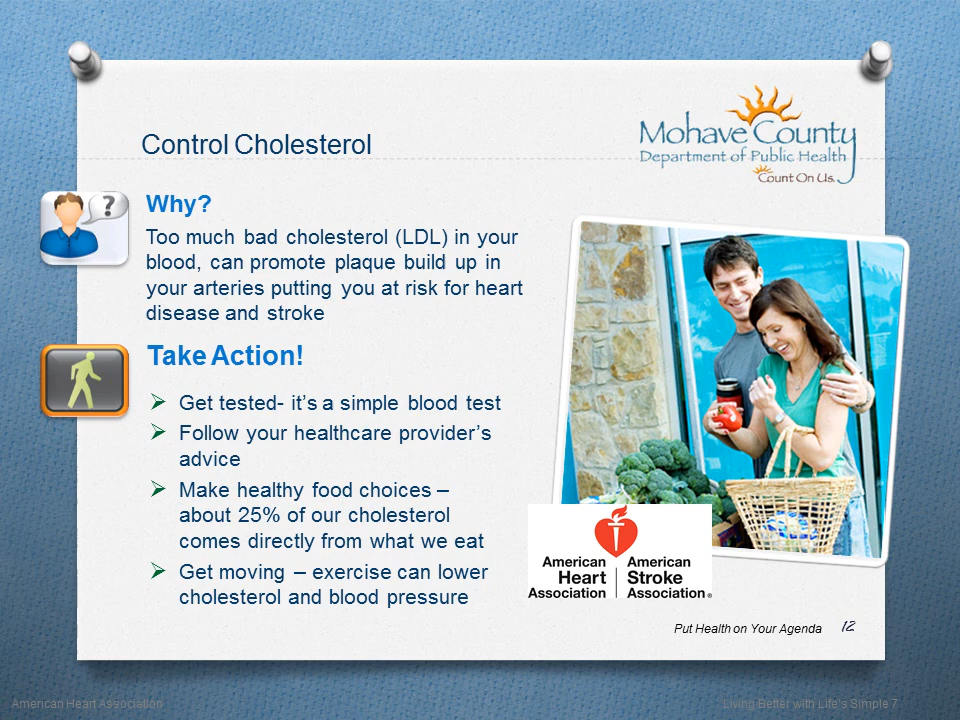 Control Cholesterol
Mohave County
Department of Public Health
Count On Us.
?
Why?
Too much bad cholesterol (LDL) in your
blood, can promote plaque build up in
your arteries putting you at risk for heart
disease and stroke
Take Action!
➢ Get tested- it’s a simple blood test
➢ Follow your healthcare provider’s
advice
➢ Make healthy food choices –
about 25% of our cholesterol
comes directly from what we eat
➢ Get moving – exercise can lower
cholesterol and blood pressure
American
Heart
Association
American
Stroke
Association®
Put Health on Your Agenda 12
American Heart Association
Living Better with Life’s Simple 7